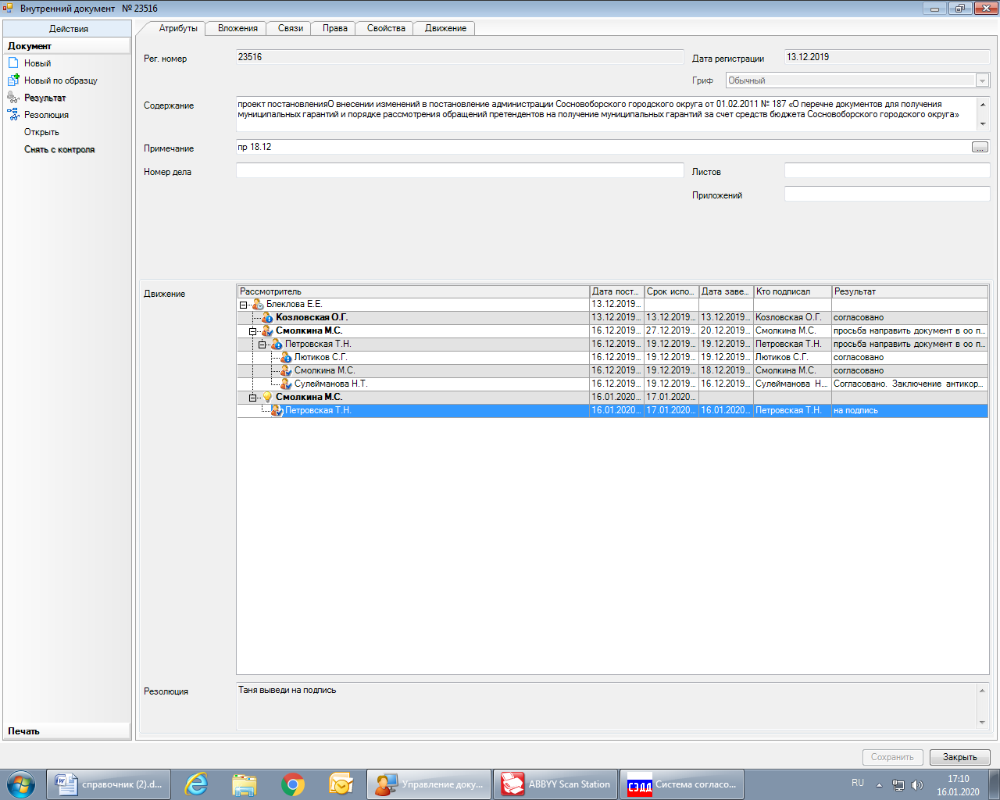 Внутренний документ № 23516
Действия
Документ
Новый
Новый по образцу
Результат
Резолюция
Открыть
Снять с контроля
Печать
Атрибуты Вложения Связи Права Свойства Движение
Рег. номер 23516 Дата регистрации 13.12.2019
Гриф Обычный
Содержание проект постановленияО внесении изменений в постановление администрации Сосновоборского городского округа от 01.02.2011 № 187 «О перечне документов для получения
муниципальных гарантий и порядке рассмотрения обращений претендентов на получение муниципальных гарантий за счет средств бюджета Сосновоборского городского округа»
Примечание пр 18.12 ...
Номер дела Листов
Приложений
Движение
Рассмотритель Дата пост... Срок испо... Дата заве... Кто подписал Результат
Блеклова Е.Е. 13.12.2019...
Козловская О.Г. 13.12.2019... 13.12.2019... 13.12.2019... Козловская О.Г. согласовано
Смолкина М.С. 16.12.2019... 27.12.2019... 20.12.2019... Смолкина М.С. просьба направить документ в оо п...
Петровская Т.Н. 16.12.2019... 19.12.2019... 19.12.2019... Петровская Т.Н. просьба направить документ в оо п...
Лютиков С.Г. 16.12.2019... 19.12.2019... 19.12.2019... Лютиков С.Г. согласовано
Смолкина М.С. 16.12.2019... 19.12.2019... 18.12.2019... Смолкина М.С. согласовано
Сулейманова Н.Т. 16.12.2019... 19.12.2019... 16.12.2019... Сулейманова Н.... Согласовано. Заключение антикор...
Смолкина М.С. 16.01.2020... 17.01.2020...
Петровская Т.Н. 16.01.2020... 17.01.2020... 16.01.2020... Петровская Т.Н. на подпись
Резолюция Таня выведи на подпись
Сохранить Закрыть
справочник (2).d... Управление доку... ABBYY Scan Station СЭДД Система согласо... RU 17:10
16.01.2020